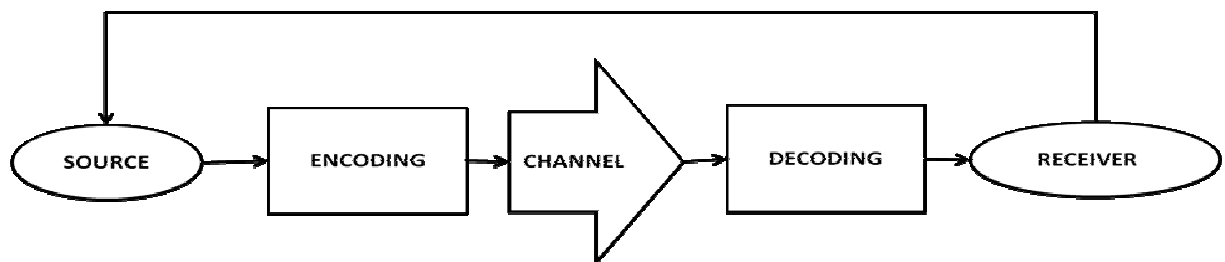 SOURCE
ENCODING
CHANNEL
DECODING
RECEIVER